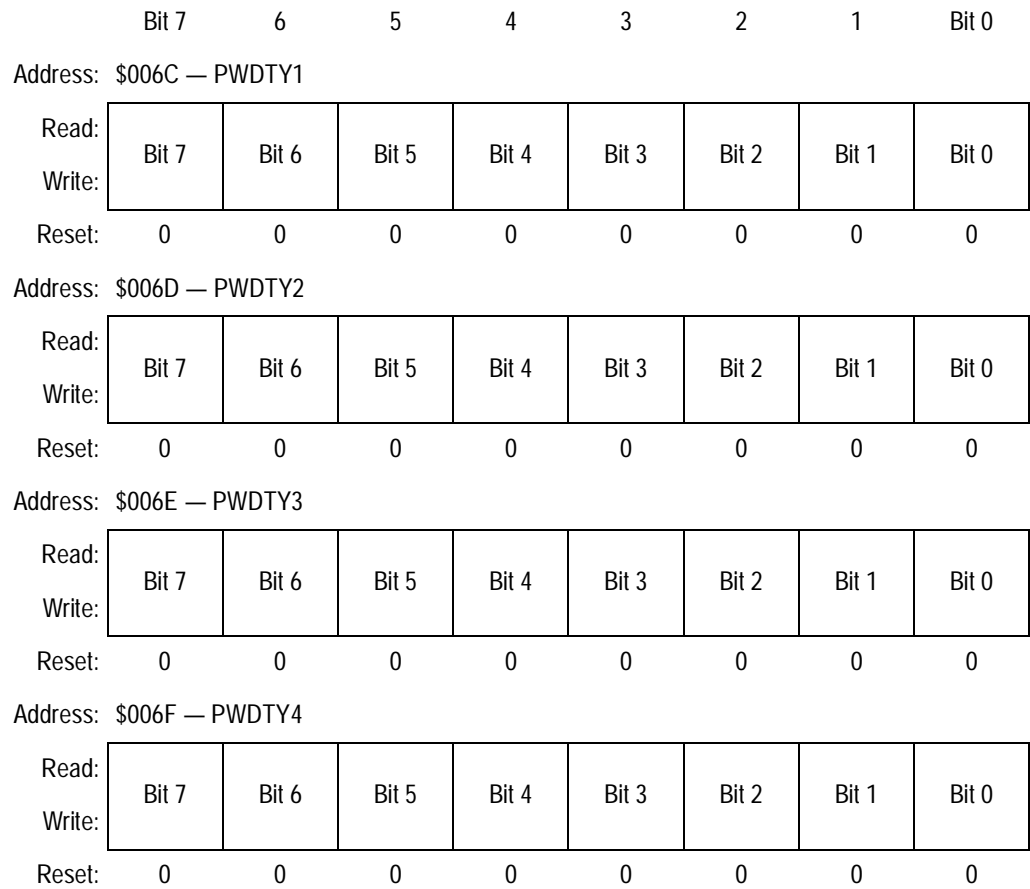 Bit 7 6 5 4 3 2 1 Bit 0
Address: $006C — PWDTY1
Read:
Bit 7 Bit 6 Bit 5 Bit 4 Bit 3 Bit 2 Bit 1 Bit 0
Write:
Reset: 0 0 0 0 0 0 0 0
Address: $006D — PWDTY2
Read:
Bit 7 Bit 6 Bit 5 Bit 4 Bit 3 Bit 2 Bit 1 Bit 0
Write:
Reset: 0 0 0 0 0 0 0 0
Address: $006E — PWDTY3
Read:
Bit 7 Bit 6 Bit 5 Bit 4 Bit 3 Bit 2 Bit 1 Bit 0
Write:
Reset: 0 0 0 0 0 0 0 0
Address: $006F — PWDTY4
Read:
Bit 7 Bit 6 Bit 5 Bit 4 Bit 3 Bit 2 Bit 1 Bit 0
Write:
Reset: 0 0 0 0 0 0 0 0